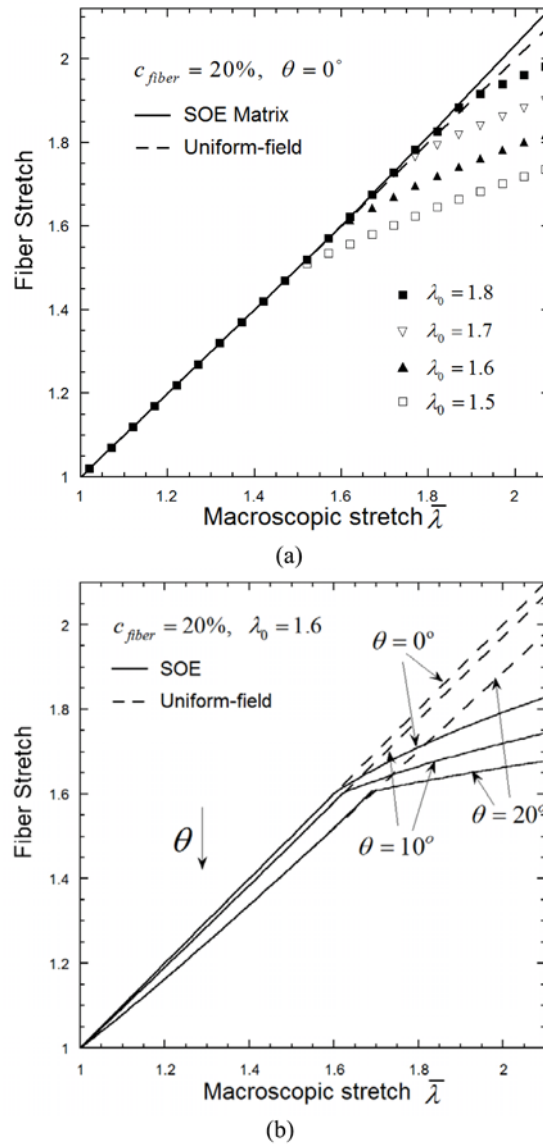 2
1.8
1.6
1.4
1.2
1
Fiber Stretch
c_fiber = 20%, θ = 0°
SOE Matrix
Uniform-field
λ₀ = 1.8
λ₀ = 1.7
λ₀ = 1.6
λ₀ = 1.5
1 1.2 1.4 1.6 1.8 2
Macroscopic stretch λ̄
(a)
2
1.8
1.6
1.4
1.2
1
Fiber Stretch
c_fiber = 20%, λ₀ = 1.6
SOE
Uniform-field
θ = 0°
θ
θ = 10°
θ = 20°
1 1.2 1.4 1.6 1.8 2
Macroscopic stretch λ̄
(b)